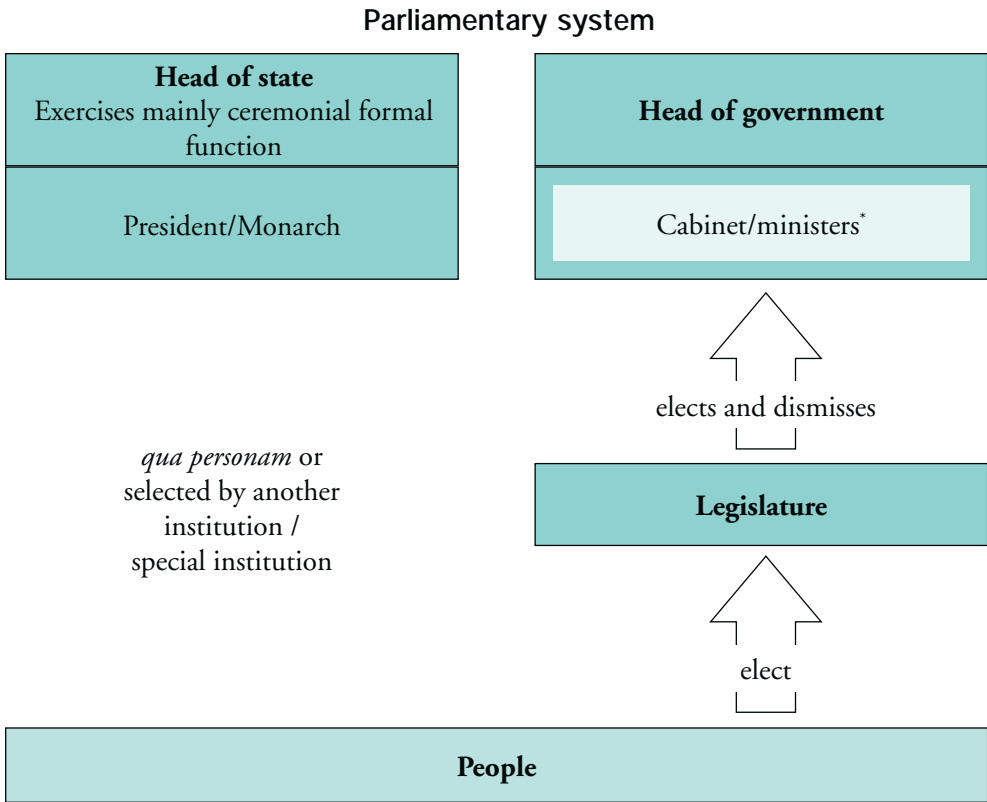 Parliamentary system
Head of state
Exercises mainly ceremonial formal
function
President/Monarch
Head of government
Cabinet/ministers*
elects and dismisses
qua personam or
selected by another
institution /
special institution
Legislature
elect
People